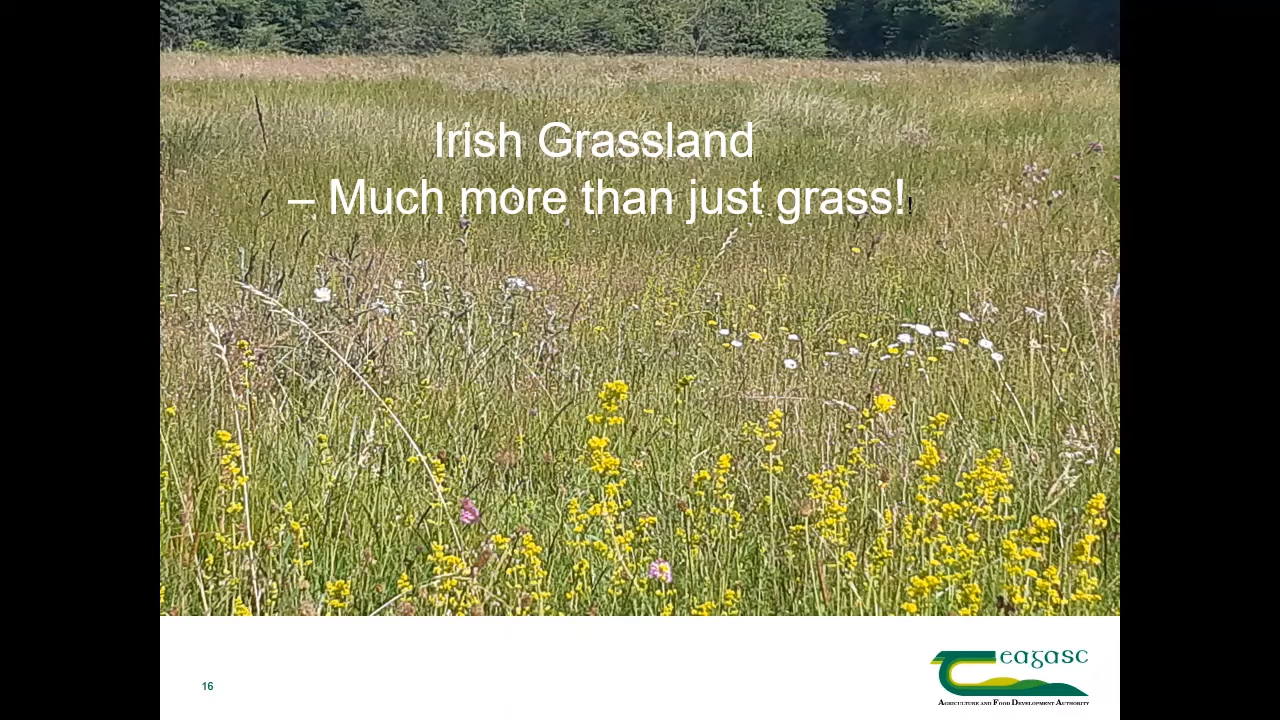 Irish Grassland
– Much more than just grass!!
16
Teagasc
AGRICULTURE AND FOOD DEVELOPMENT AUTHORITY